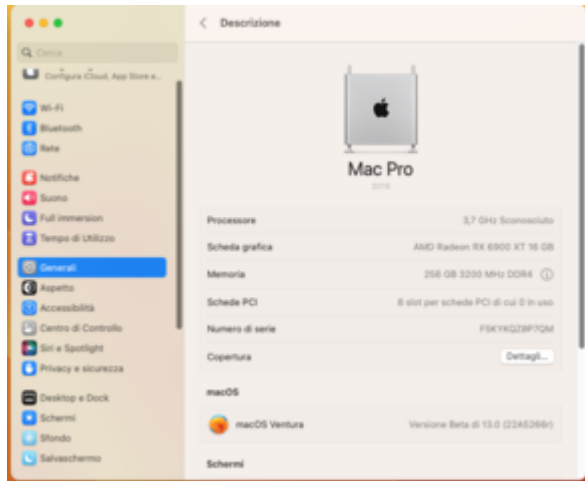 Descrizione
Cerca
Configura iCloud, App Store e...
Wi-Fi
Bluetooth
Rete
Notifiche
Suono
Full immersion
Tempo di Utilizzo
Generali
Aspetto
Accessibilità
Centro di Controllo
Siri e Spotlight
Privacy e sicurezza
Desktop e Dock
Schermi
Sfondo
Salvaschermo
Mac Pro
2019
Processore 3,7 GHz Sconosciuto
Scheda grafica AMD Radeon RX 6900 XT 16 GB
Memoria 256 GB 3200 MHz DDR4
Schede PCI 8 slot per schede PCI di cui 0 in uso
Numero di serie
Copertura Dettagli...
macOS
macOS Ventura Versione Beta di 13.0 (22A5266r)
Schermi